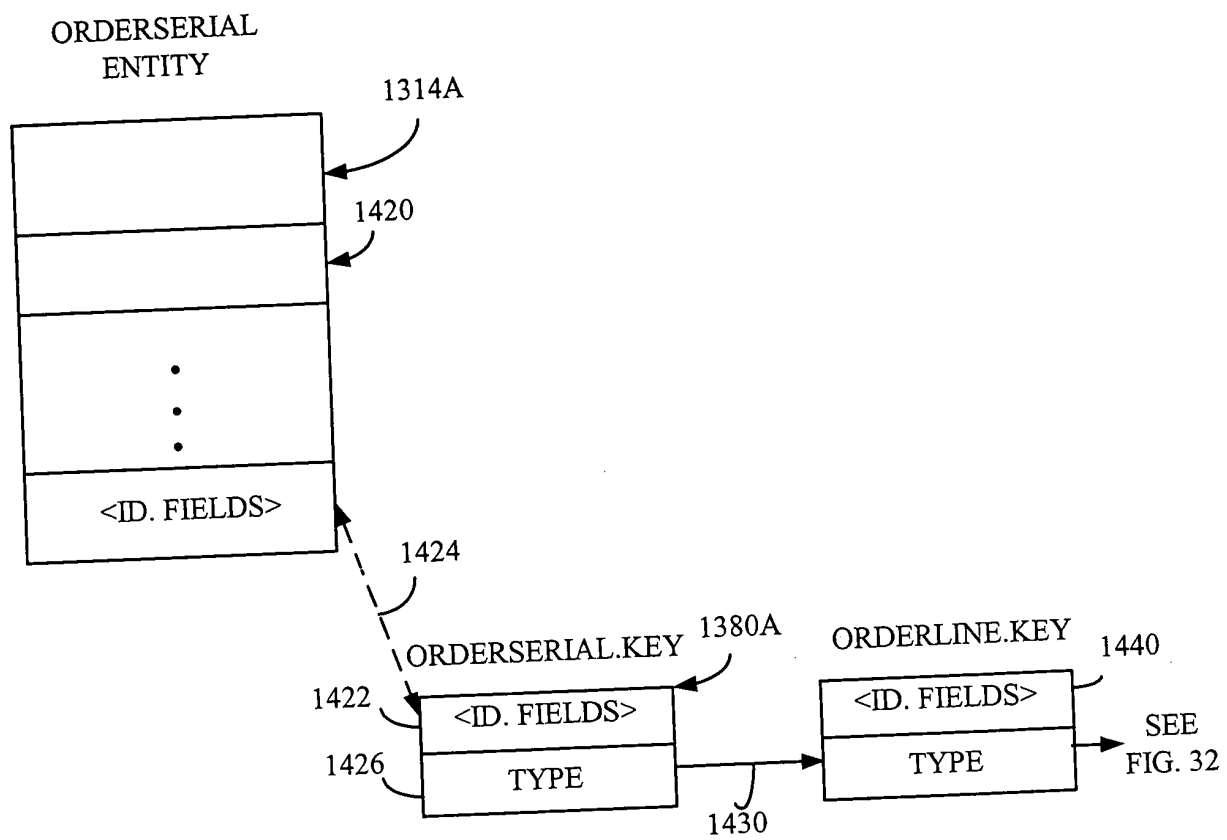 ORDERSERIAL
ENTITY
1314A
1420
<ID. FIELDS>
1424
ORDERSERIAL.KEY
1380A
ORDERLINE.KEY
1440
1422
<ID. FIELDS>
<ID. FIELDS>
SEE
FIG. 32
1426
TYPE
TYPE
1430